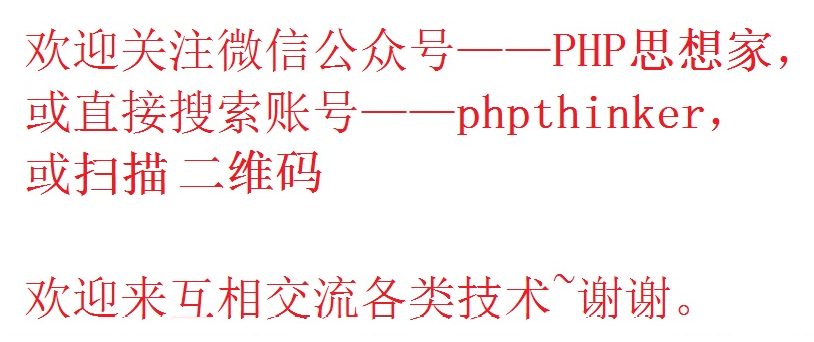 欢迎关注微信公众号——PHP思想家，
或直接搜索账号——phpthinker，
或扫描 二维码
欢迎来互相交流各类技术~谢谢。